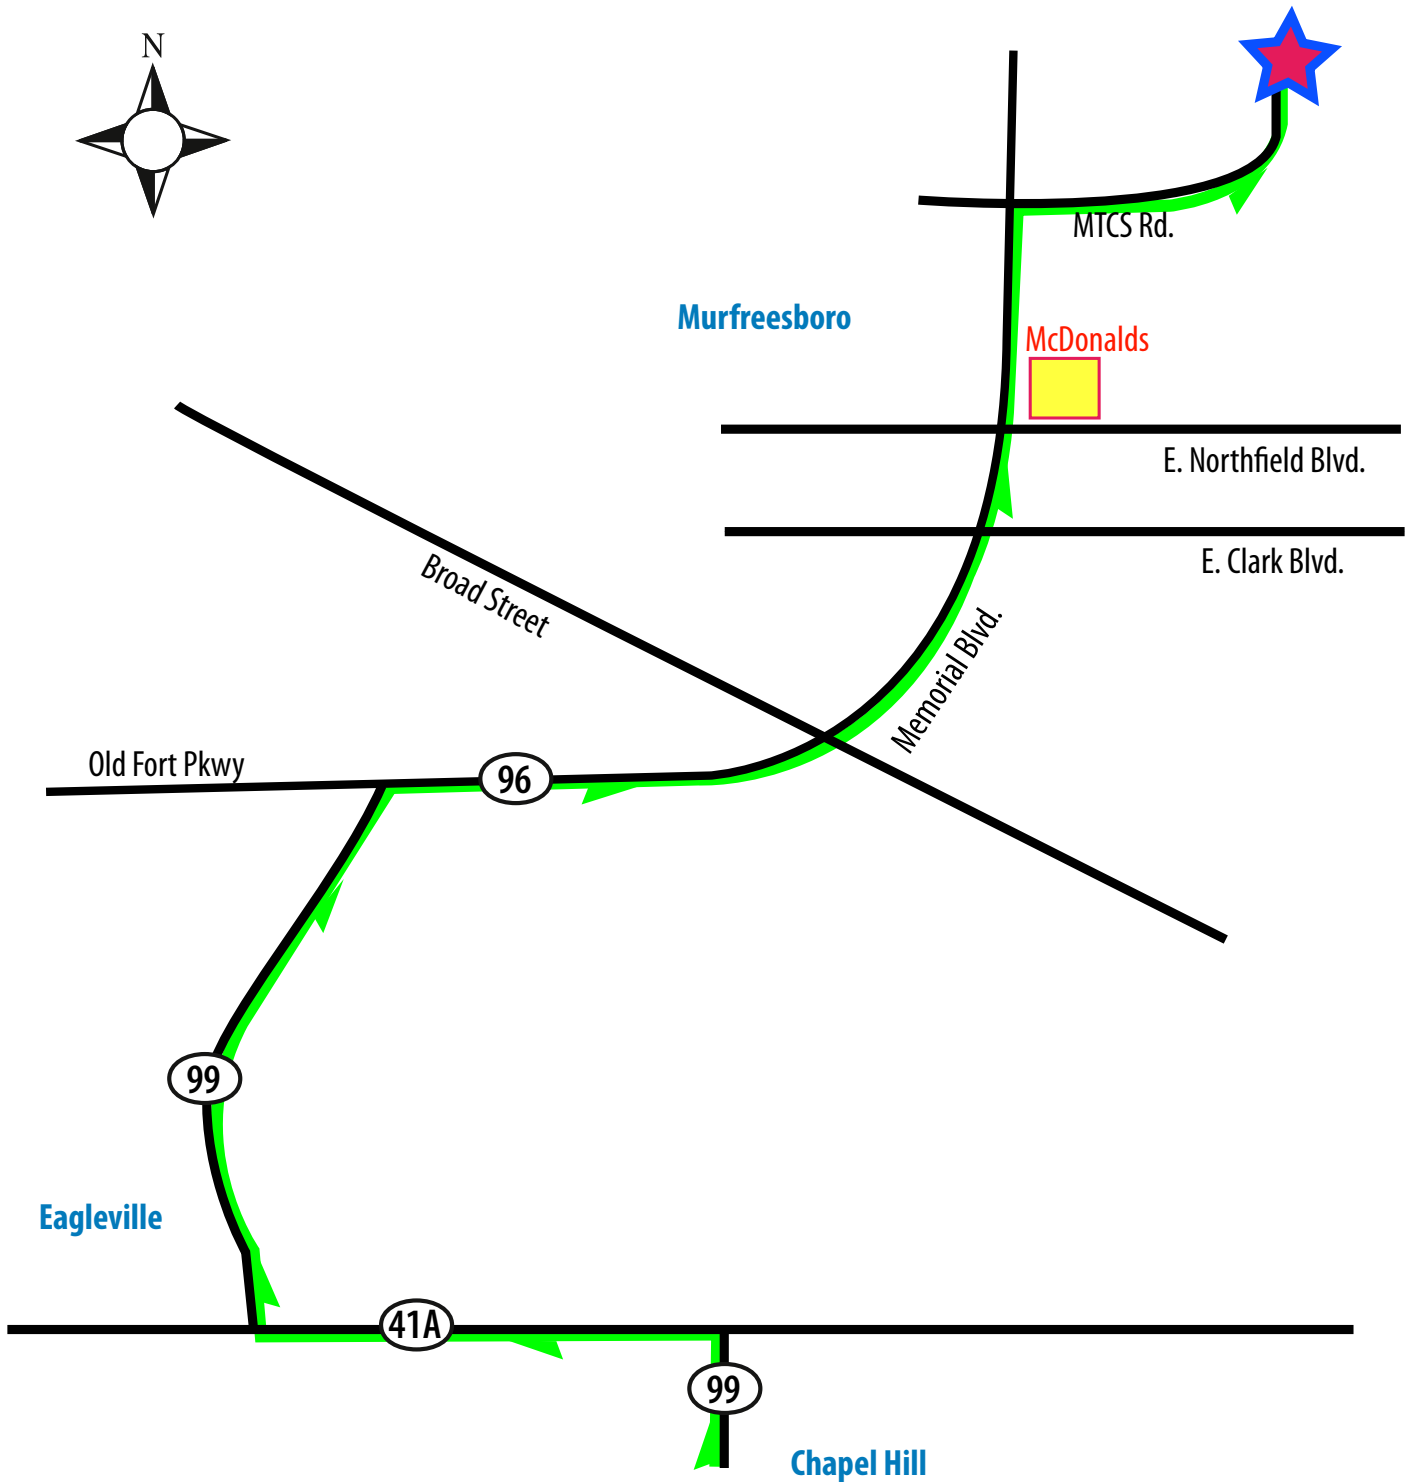 N
MTCS Rd.
Murfreesboro
McDonalds
E. Northfield Blvd.
E. Clark Blvd.
Broad Street
Memorial Blvd.
Old Fort Pkwy
96
99
Eagleville
41A
99
Chapel Hill